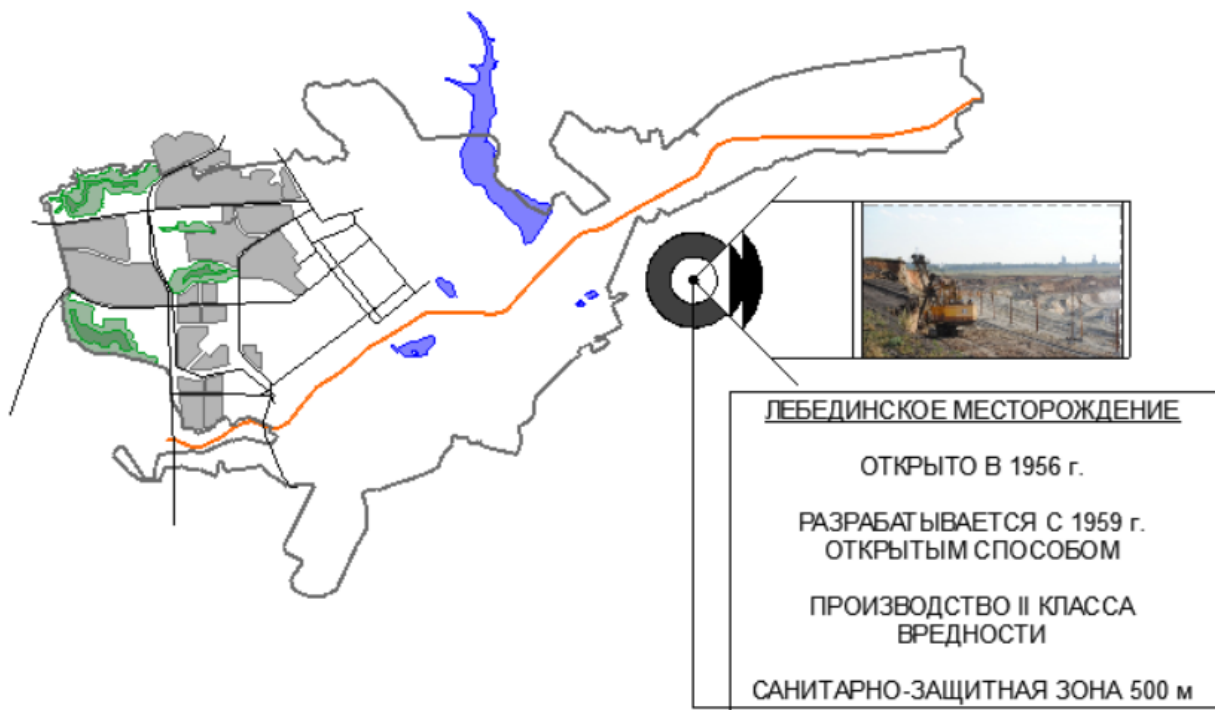 ЛЕБЕДИНСКОЕ МЕСТОРОЖДЕНИЕ
ОТКРЫТО В 1956 г.
РАЗРАБАТЫВАЕТСЯ С 1959 г.
ОТКРЫТЫМ СПОСОБОМ
ПРОИЗВОДСТВО II КЛАССА
ВРЕДНОСТИ
САНИТАРНО-ЗАЩИТНАЯ ЗОНА 500 м